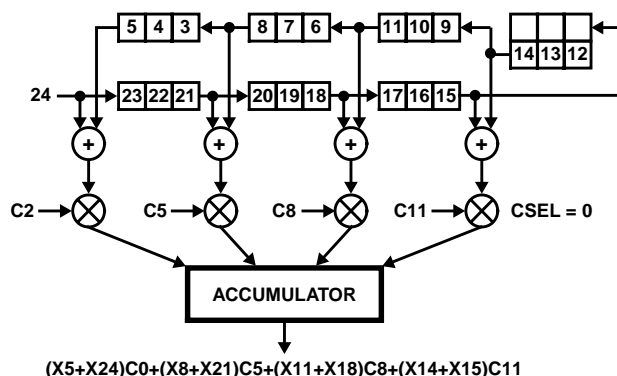 5 4 3 8 7 6 11 10 9
14 13 12
24 23 22 21 20 19 18 17 16 15
+ + + +
C2 C5 C8 C11 CSEL = 0
ACCUMULATOR
(X5+X24)C0+(X8+X21)C5+(X11+X18)C8+(X14+X15)C11